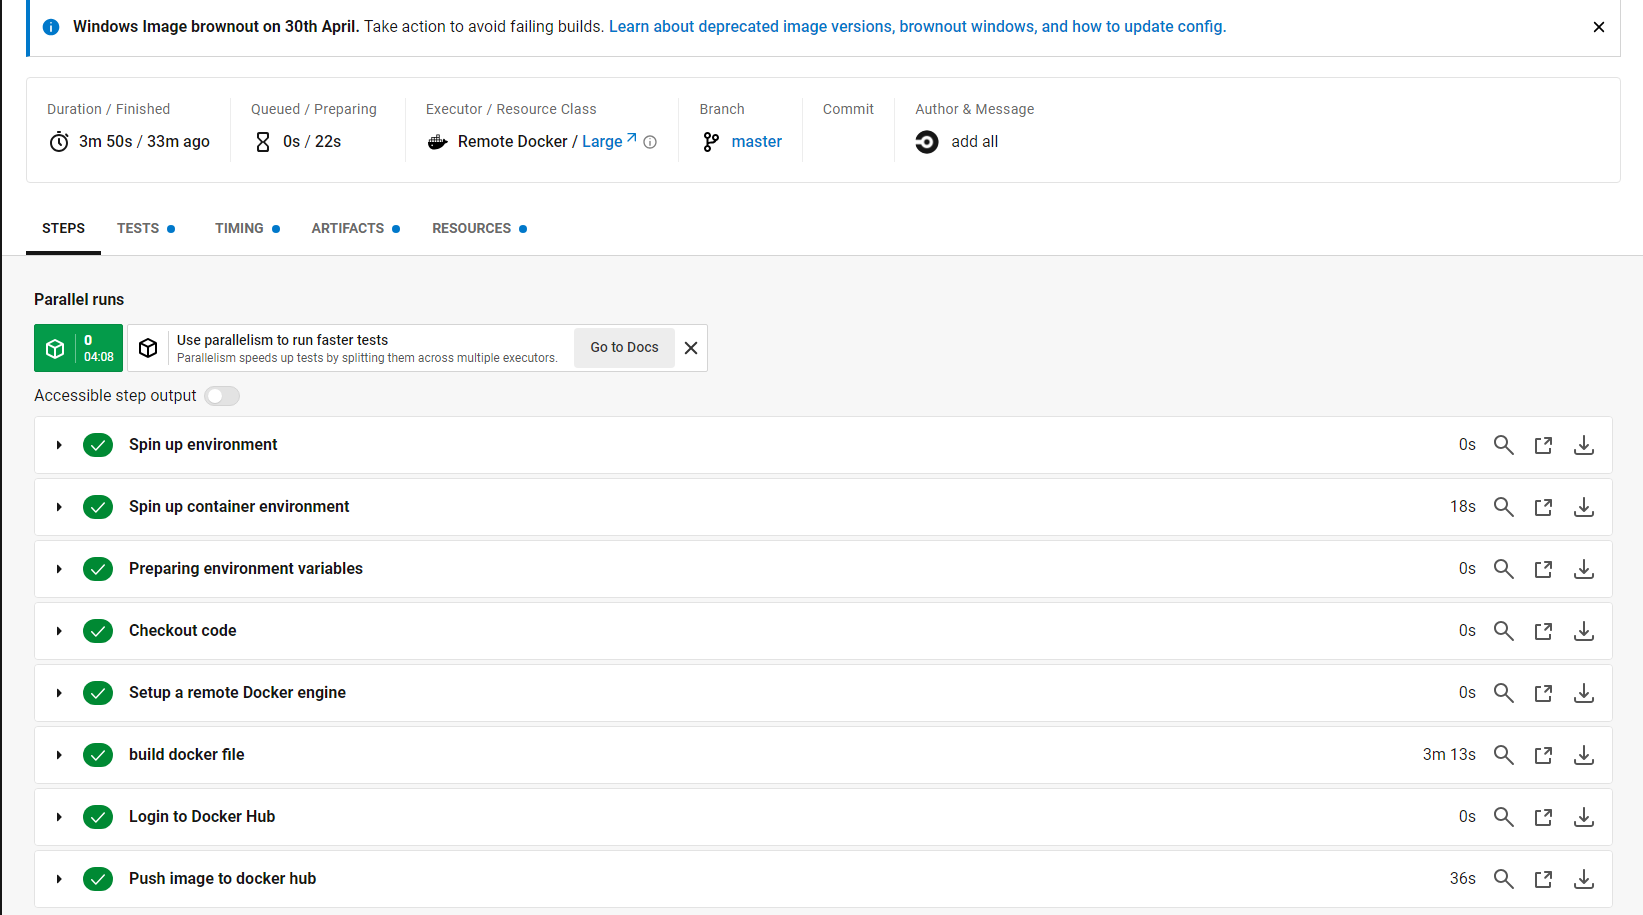 Windows Image brownout on 30th April. Take action to avoid failing builds. Learn about deprecated image versions, brownout windows, and how to update config.
Duration / Finished
3m 50s / 33m ago
Queued / Preparing
0s / 22s
Executor / Resource Class
Remote Docker / Large
Branch
master
Commit
Author & Message
add all
STEPS TESTS TIMING ARTIFACTS RESOURCES
Parallel runs
0
04:08
Use parallelism to run faster tests
Parallelism speeds up tests by splitting them across multiple executors.
Go to Docs
Accessible step output
Spin up environment 0s
Spin up container environment 18s
Preparing environment variables 0s
Checkout code 0s
Setup a remote Docker engine 0s
build docker file 3m 13s
Login to Docker Hub 0s
Push image to docker hub 36s